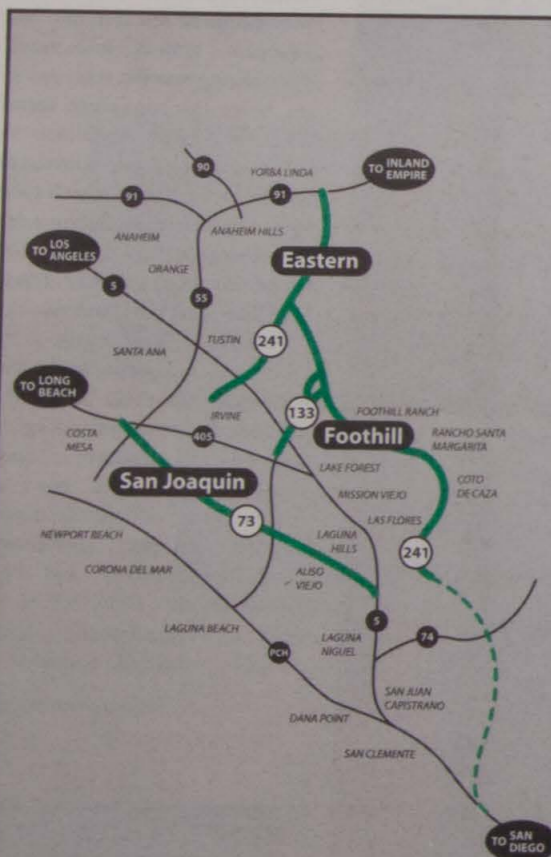 90
YORBA LINDA
TO INLAND
EMPIRE
91
91
ANAHEIM
ANAHEIM HILLS
TO LOS
ANGELES
Eastern
ORANGE
5
55
TUSTIN
241
SANTA ANA
TO LONG
BEACH
IRVINE
133
FOOTHILL RANCH
COSTA
MESA
405
Foothill
RANCHO SANTA
MARGARITA
LAKE FOREST
San Joaquin
MISSION VIEJO
COTO
DE CAZA
73
LAS FLORES
NEWPORT BEACH
LAGUNA
HILLS
241
CORONA DEL MAR
ALISO
VIEJO
LAGUNA BEACH
5
74
LAGUNA
NIGUEL
PCH
SAN JUAN
CAPISTRANO
DANA POINT
SAN CLEMENTE
TO SAN
DIEGO